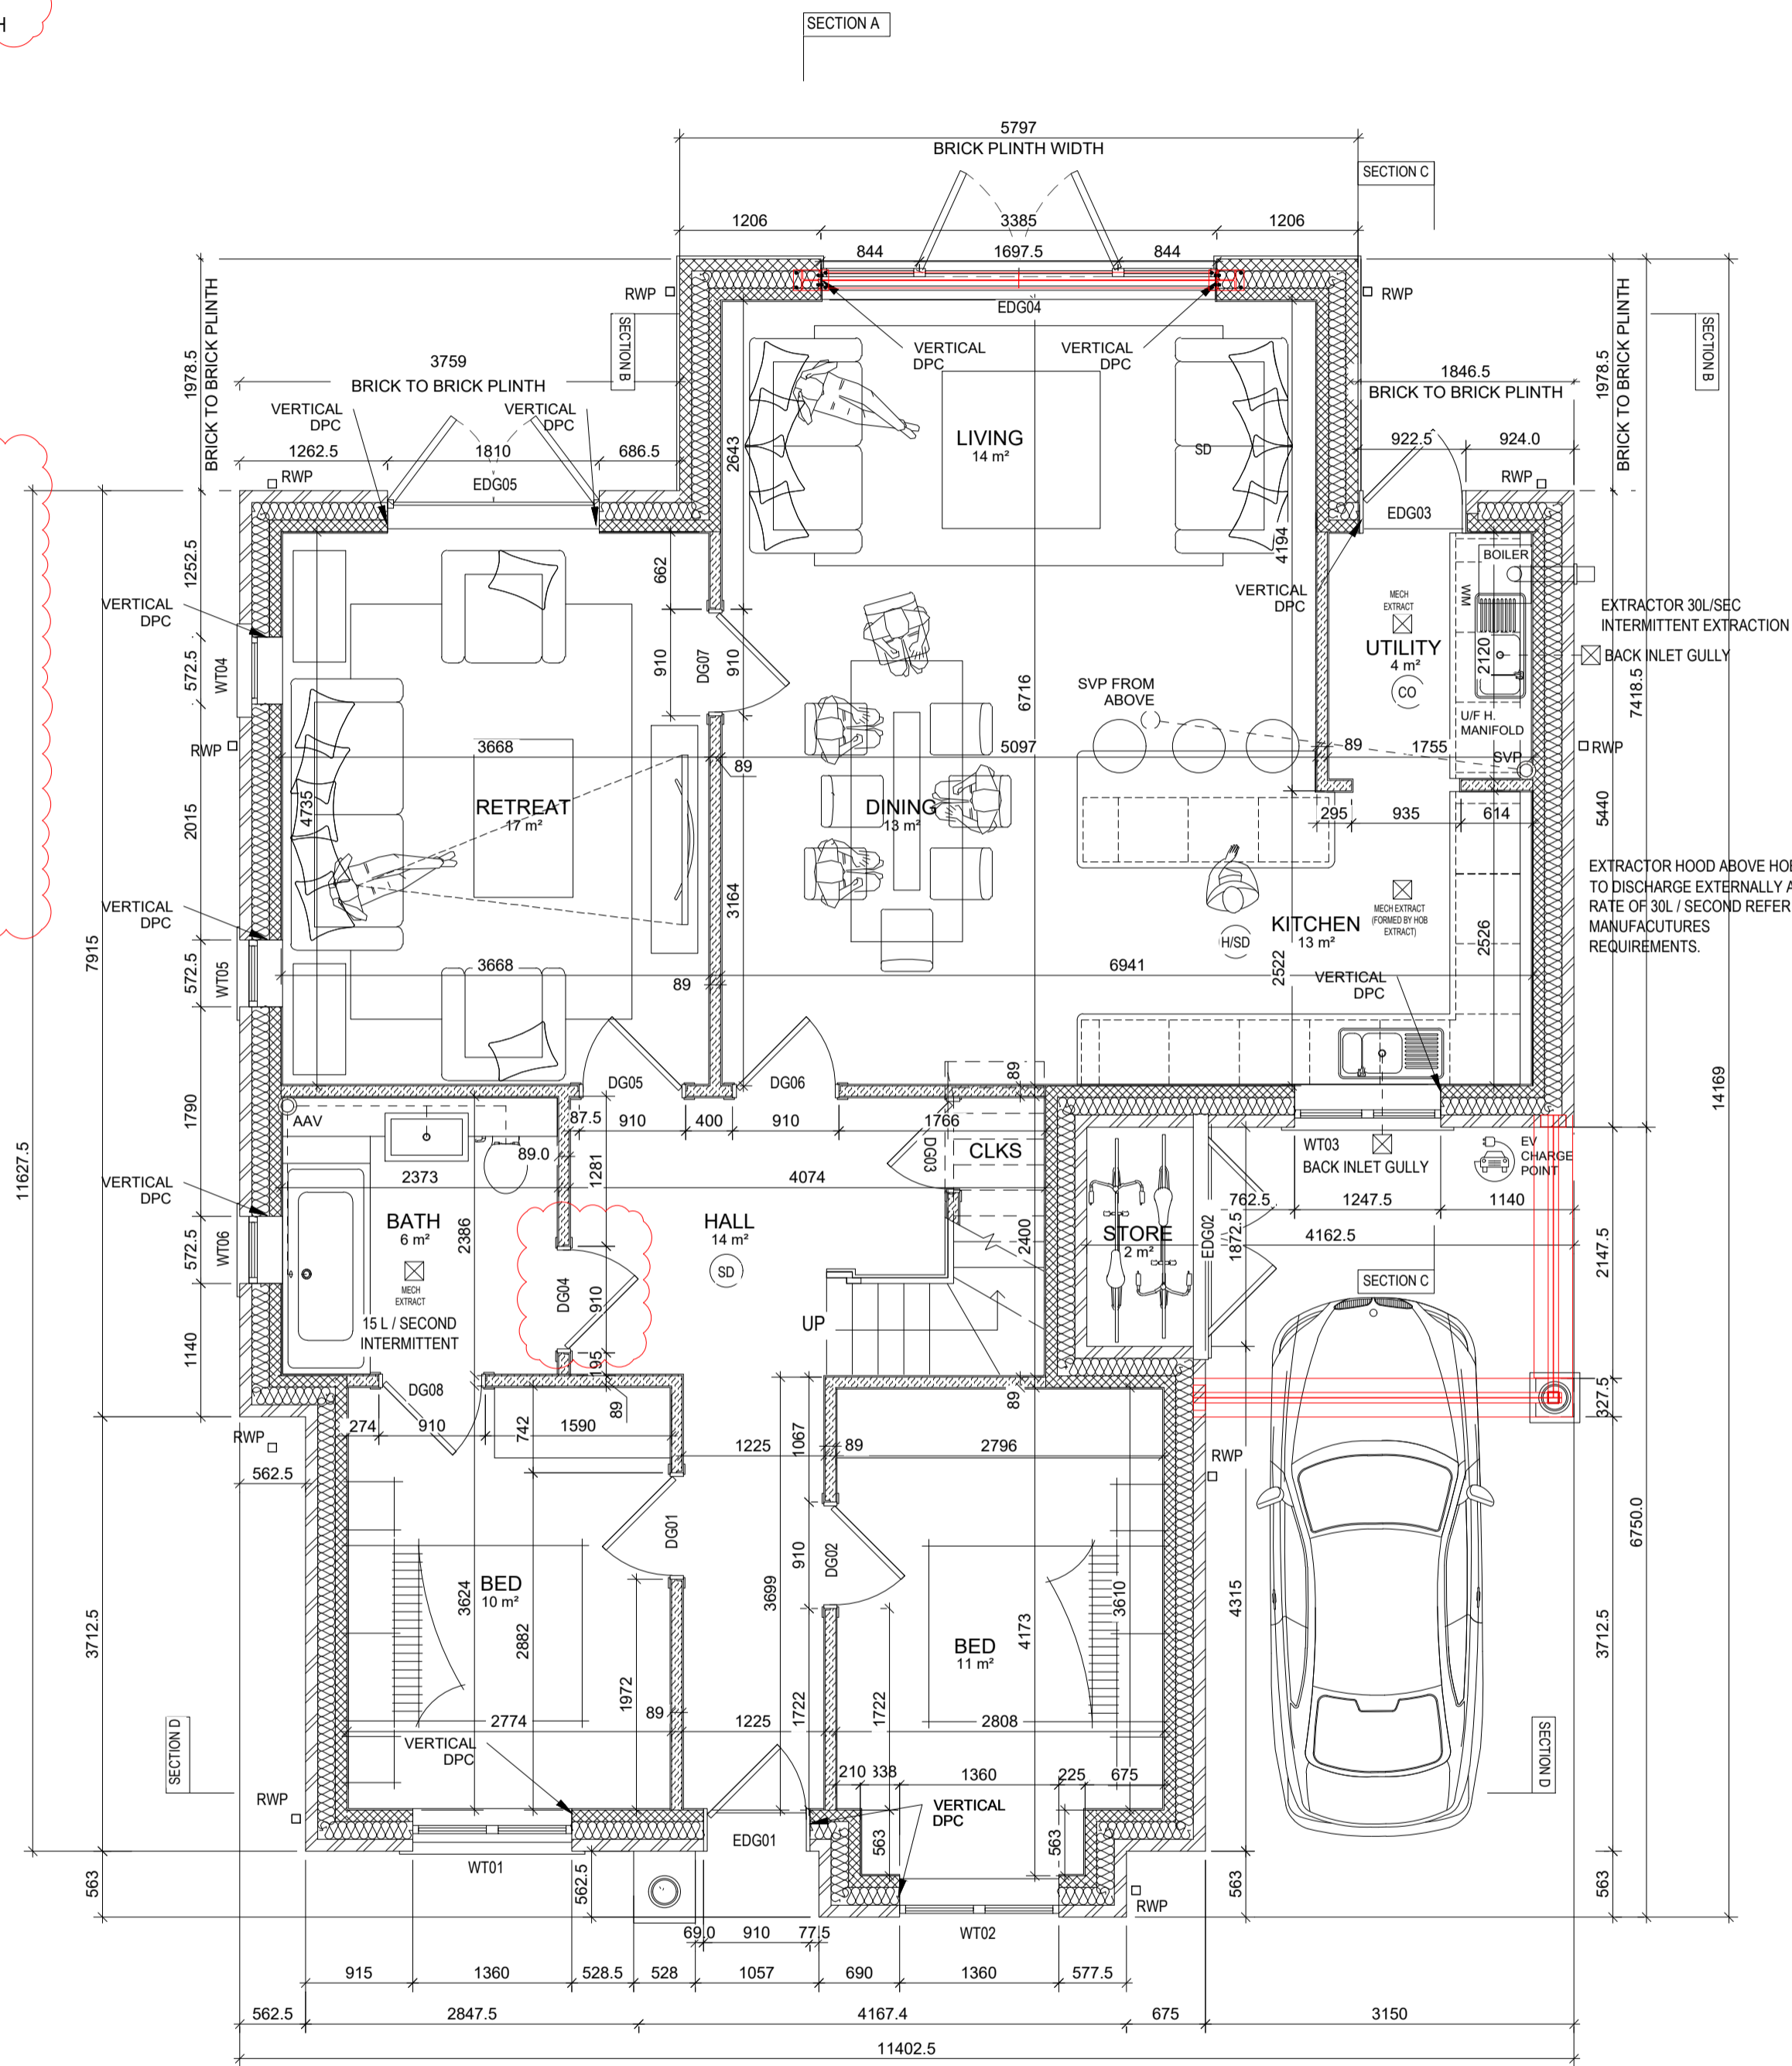 H
SECTION A
5797
BRICK PLINTH WIDTH
SECTION C
1206
3385
1206
844
1697.5
844
RWP
RWP
EDG04
SECTION B
SECTION B
BRICK TO BRICK PLINTH
1978.5
3759
BRICK TO BRICK PLINTH
VERTICAL
DPC
VERTICAL
DPC
VERTICAL
DPC
VERTICAL
DPC
1846.5
BRICK TO BRICK PLINTH
1978.5
BRICK TO BRICK PLINTH
1262.5
1810
686.5
2643
LIVING
14 m²
SD
922.5
924.0
RWP
EDG05
RWP
EDG03
4194
1252.5
662
BOILER
WM
VERTICAL
DPC
VERTICAL
DPC
MECH
EXTRACT
EXTRACTOR 30L/SEC
INTERMITTENT EXTRACTION
UTILITY
4 m²
CO
2120
BACK INLET GULLY
572.5
WT04
910
DG07
910
6716
SVP FROM
ABOVE
U/F H.
MANIFOLD
7418.5
RWP
3668
89
5097
89
1755
SVP
RWP
RETREAT
17 m²
4735
DINING
13 m²
295
935
614
2015
5440
EXTRACTOR HOOD ABOVE HOB
TO DISCHARGE EXTERNALLY A
RATE OF 30L / SECOND REFER
MANUFACUTURES
REQUIREMENTS.
VERTICAL
DPC
3164
MECH EXTRACT
(FORMED BY HOB
EXTRACT)
KITCHEN
13 m²
H/SD
2526
7915
572.5
WT05
3668
89
6941
2522
VERTICAL
DPC
DG05
DG06
89
14169
1790
AAV
87.5
910
400
910
1766
DG03
CLKS
WT03
BACK INLET GULLY
EV
CHARGE
POINT
11627.5
89.0
1281
2373
4074
VERTICAL
DPC
762.5
1247.5
1140
BATH
6 m²
2386
HALL
14 m²
SD
2400
STORE
2 m²
EDG02
1872.5
4162.5
2147.5
572.5
WT06
MECH
EXTRACT
15 L / SECOND
INTERMITTENT
DG04
910
SECTION C
UP
1140
195
DG08
89
89
327.5
274
910
742
1590
1067
1225
89
2796
RWP
RWP
562.5
DG01
DG02
910
BED
10 m²
3624
2882
3699
3610
4315
3712.5
6750.0
3712.5
BED
11 m²
4173
1972
1722
1722
SECTION D
SECTION D
2774
89
1225
2808
VERTICAL
DPC
210
338
1360
225
675
RWP
VERTICAL
DPC
EDG01
563
563
WT01
562.5
563
563
563
RWP
69.0
910
77.5
WT02
915
1360
528.5
528
1057
690
1360
577.5
562.5
2847.5
4167.4
675
3150
11402.5